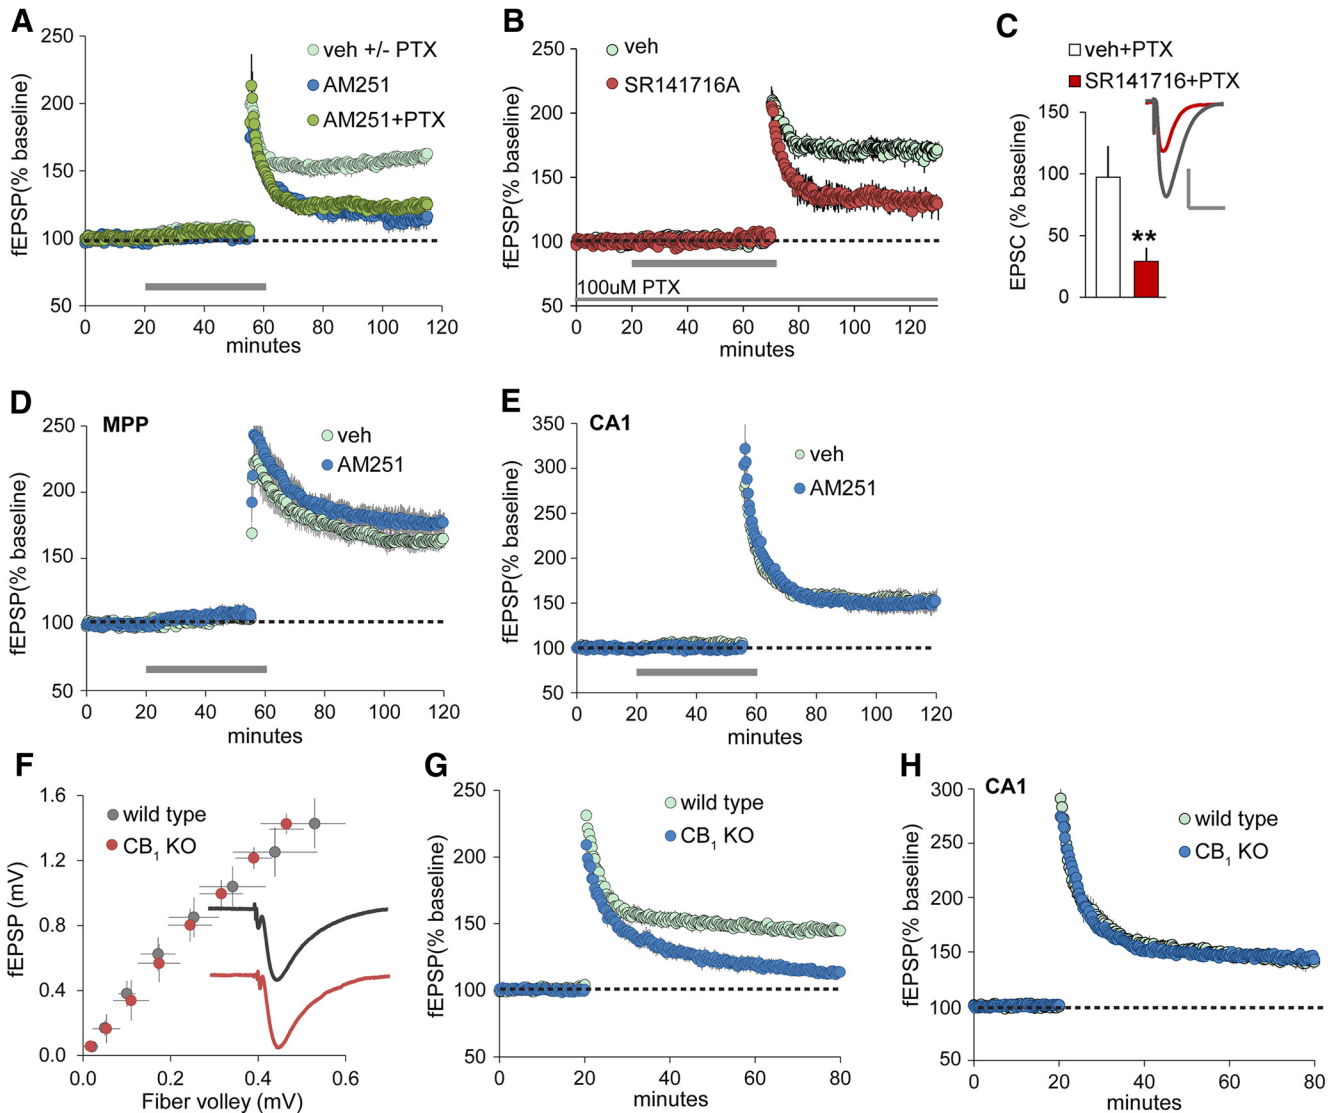 A
fEPSP(% baseline)
250
200
150
100
50
0 20 40 60 80 100 120
minutes
veh +/- PTX
AM251
AM251+PTX
B
fEPSP(% baseline)
250
200
150
100
50
0 20 40 60 80 100 120
minutes
veh
SR141716A
100uM PTX
C
veh+PTX
SR141716+PTX
EPSC (% baseline)
150
100
50
0
**
D
MPP
fEPSP(% baseline)
250
200
150
100
50
0 20 40 60 80 100 120
minutes
veh
AM251
E
CA1
fEPSP(% baseline)
350
300
250
200
150
100
50
0 20 40 60 80 100 120
minutes
veh
AM251
F
fEPSP (mV)
1.6
1.2
0.8
0.4
0.0
0.0 0.2 0.4 0.6
Fiber volley (mV)
wild type
CB₁ KO
G
fEPSP(% baseline)
250
200
150
100
50
0 20 40 60 80
minutes
wild type
CB₁ KO
H
CA1
fEPSP(% baseline)
300
250
200
150
100
50
0 20 40 60 80
minutes
wild type
CB₁ KO